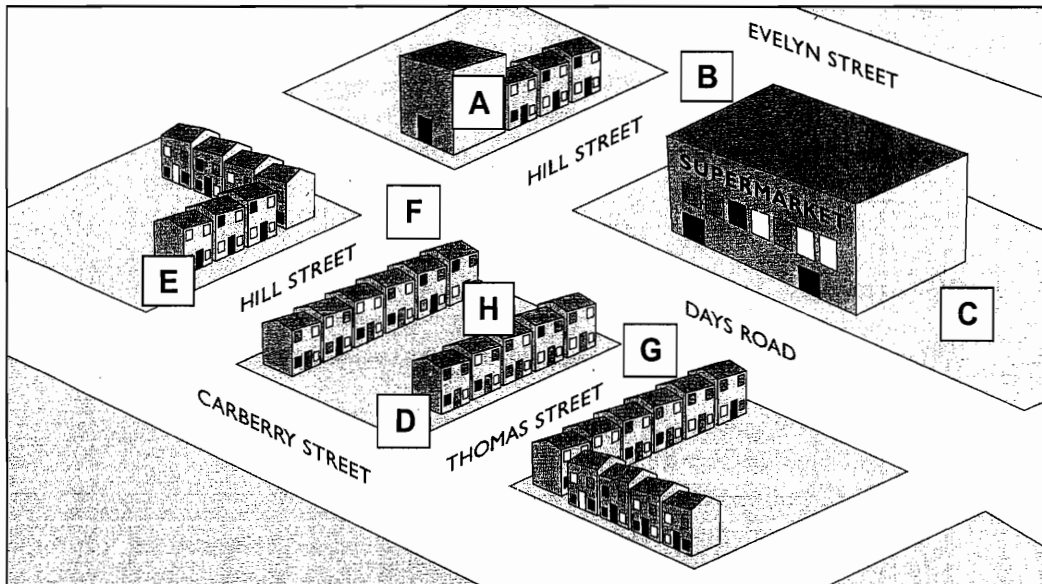 EVELYN STREET
B
A
HILL STREET
SUPERMARKET
F
E
HILL STREET
H
C
DAYS ROAD
G
D
CARBERRY STREET
THOMAS STREET